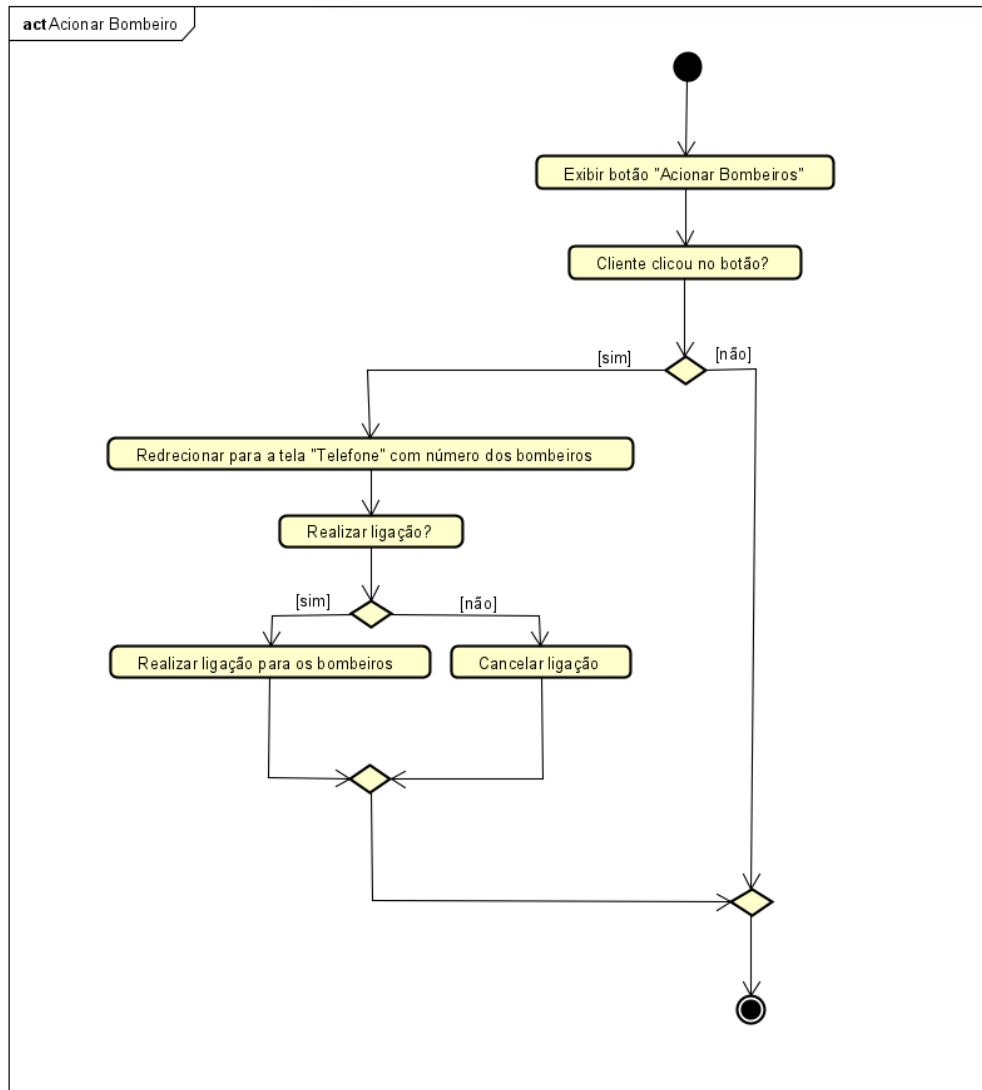 act Acionar Bombeiro
Exibir botão "Acionar Bombeiros"
Cliente clicou no botão?
[sim]
[não]
Redrecionar para a tela "Telefone" com número dos bombeiros
Realizar ligação?
[sim]
[não]
Realizar ligação para os bombeiros
Cancelar ligação